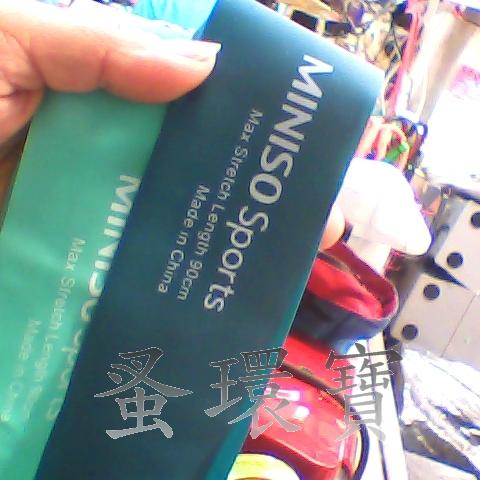 MINISO Sports
Max Stretch Length 90cm
Made in China
MINISO Sports
Max Stretch Length
Made in China
蚤環寶